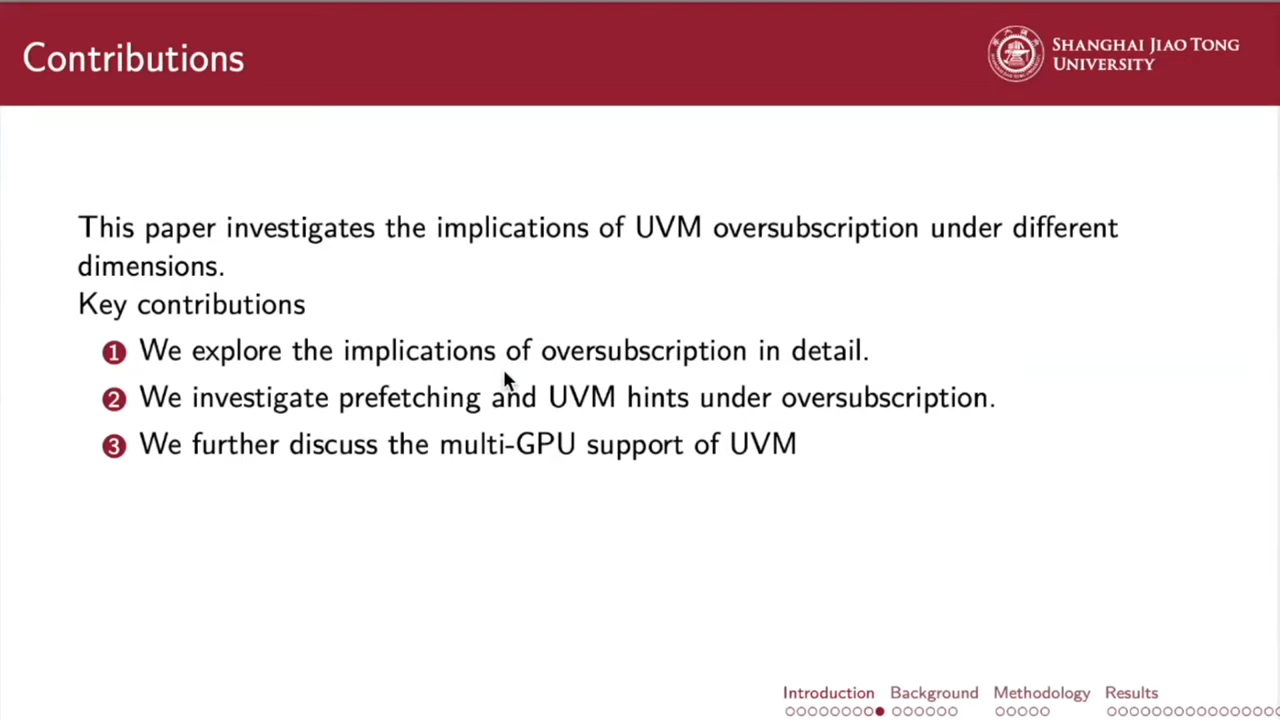 Contributions
SHANGHAI JIAO TONG
UNIVERSITY
This paper investigates the implications of UVM oversubscription under different
dimensions.
Key contributions
1 We explore the implications of oversubscription in detail.
2 We investigate prefetching and UVM hints under oversubscription.
3 We further discuss the multi-GPU support of UVM
Introduction Background Methodology Results